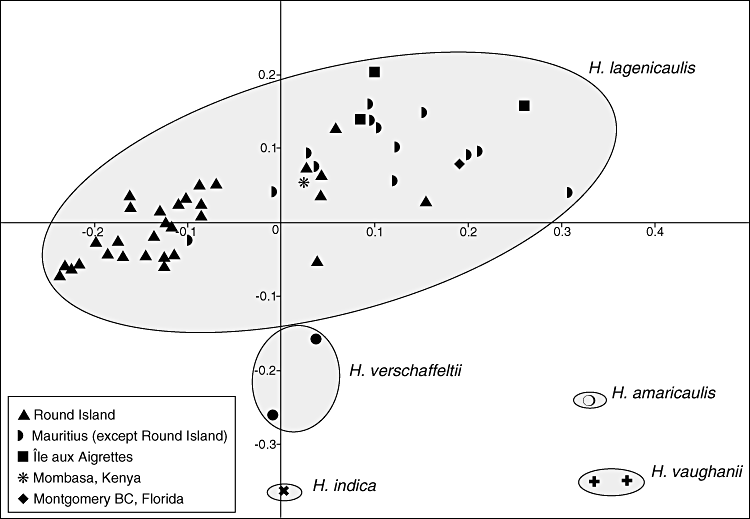 H. lagenicaulis
0.2
0.1
-0.2
-0.1
0
0.1
0.2
0.3
0.4
-0.1
-0.2
-0.3
H. verschaffeltii
H. amaricaulis
H. vaughanii
H. indica
Round Island
Mauritius (except Round Island)
Île aux Aigrettes
Mombasa, Kenya
Montgomery BC, Florida